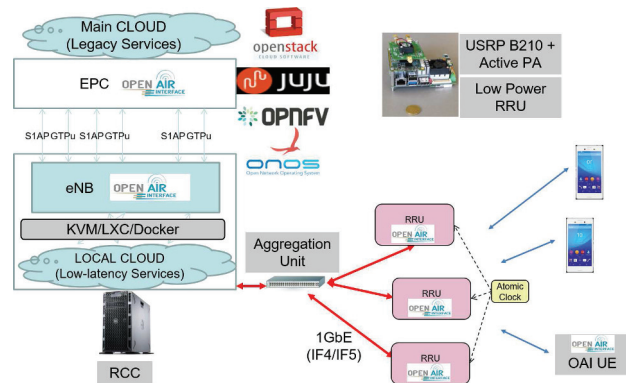 Main CLOUD
(Legacy Services)
EPC
OPEN AIR
INTERFACE
S1AP GTPu S1AP GTPu
S1AP GTPu
eNB
OPEN AIR
INTERFACE
KVM/LXC/Docker
LOCAL CLOUD
(Low-latency Services)
RCC
openstack
CLOUD SOFTWARE
JUJU
OPNFV
ONOS
Open Network Operating System
USRP B210 +
Active PA
Low Power
RRU
Aggregation
Unit
1GbE
(IF4/IF5)
RRU
OPEN AIR
INTERFACE
RRU
OPEN AIR
INTERFACE
RRU
OPEN AIR
INTERFACE
Atomic
Clock
OPEN AIR
INTERFACE
OAI UE